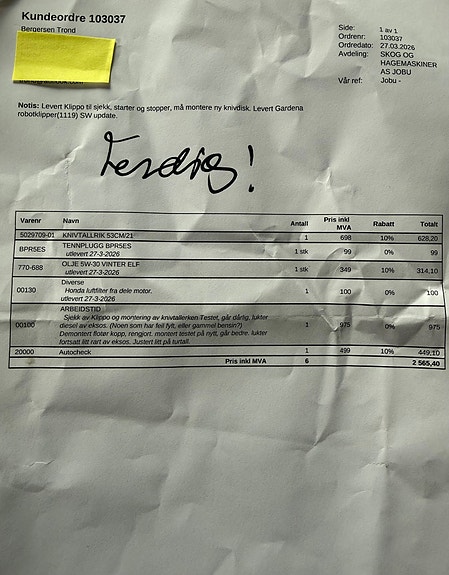 Kundeordre 103037
Bergersen Trond
Side: 1 av 1
Ordrenr: 103037
Ordredato: 27.03.2026
Avdeling: SKOG OG
HAGEMASKINER
AS JOBU
Vår ref: Jobu -
Notis: Levert Klippo til sjekk, starter og stopper, må montere ny knivdisk. Levert Gardena
robotklipper(1119) SW update.
Ferdig!
Varenr Navn Antall Pris inkl MVA Rabatt Totalt
5029709-01 KNIVTALLRIK 53CM/21 1 698 10% 628,20
BPR5ES TENNPLUGG BPR5ES 1 stk 99 0% 99
utlevert 27-3-2026
770-688 OLJE 5W-30 VINTER ELF 1 stk 349 10% 314,10
utlevert 27-3-2026
00130 Diverse 1 100 0% 100
Honda luftfilter fra dele motor.
utlevert 27-3-2026
00100 ARBEIDSTID 1 975 0% 975
Sjekk av Klippo og montering av knivtallerken Testet, går dårlig, lukter
diesel av eksos. (Noen som har feil fylt, eller gammel bensin?)
Demontert flotør kopp, rengjort. montert testet på nytt, går bedre. lukter
fortsatt litt rart av eksos. Justert litt på turtall.
20000 Autocheck 1 499 10% 449,10
Pris inkl MVA 6 2 565,40